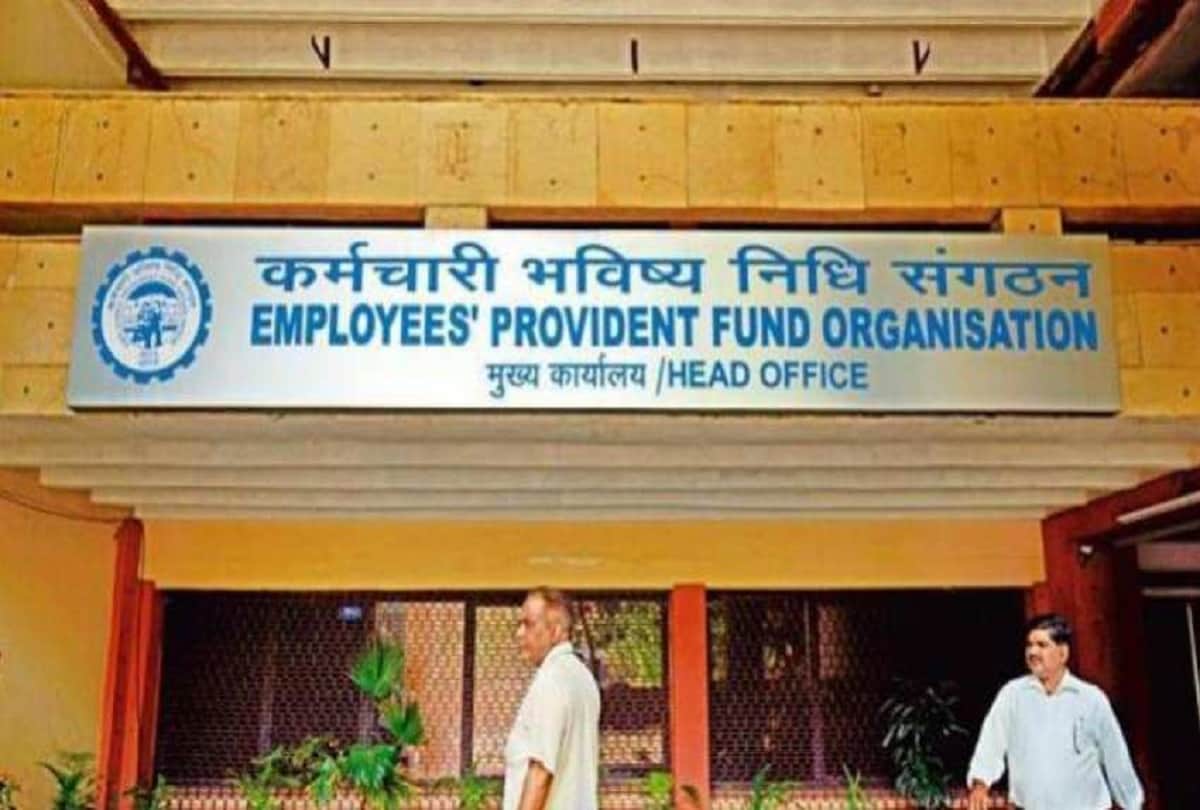 कर्मचारी भविष्य निधि संगठन
EMPLOYEES' PROVIDENT FUND ORGANISATION
मुख्य कार्यालय /HEAD OFFICE